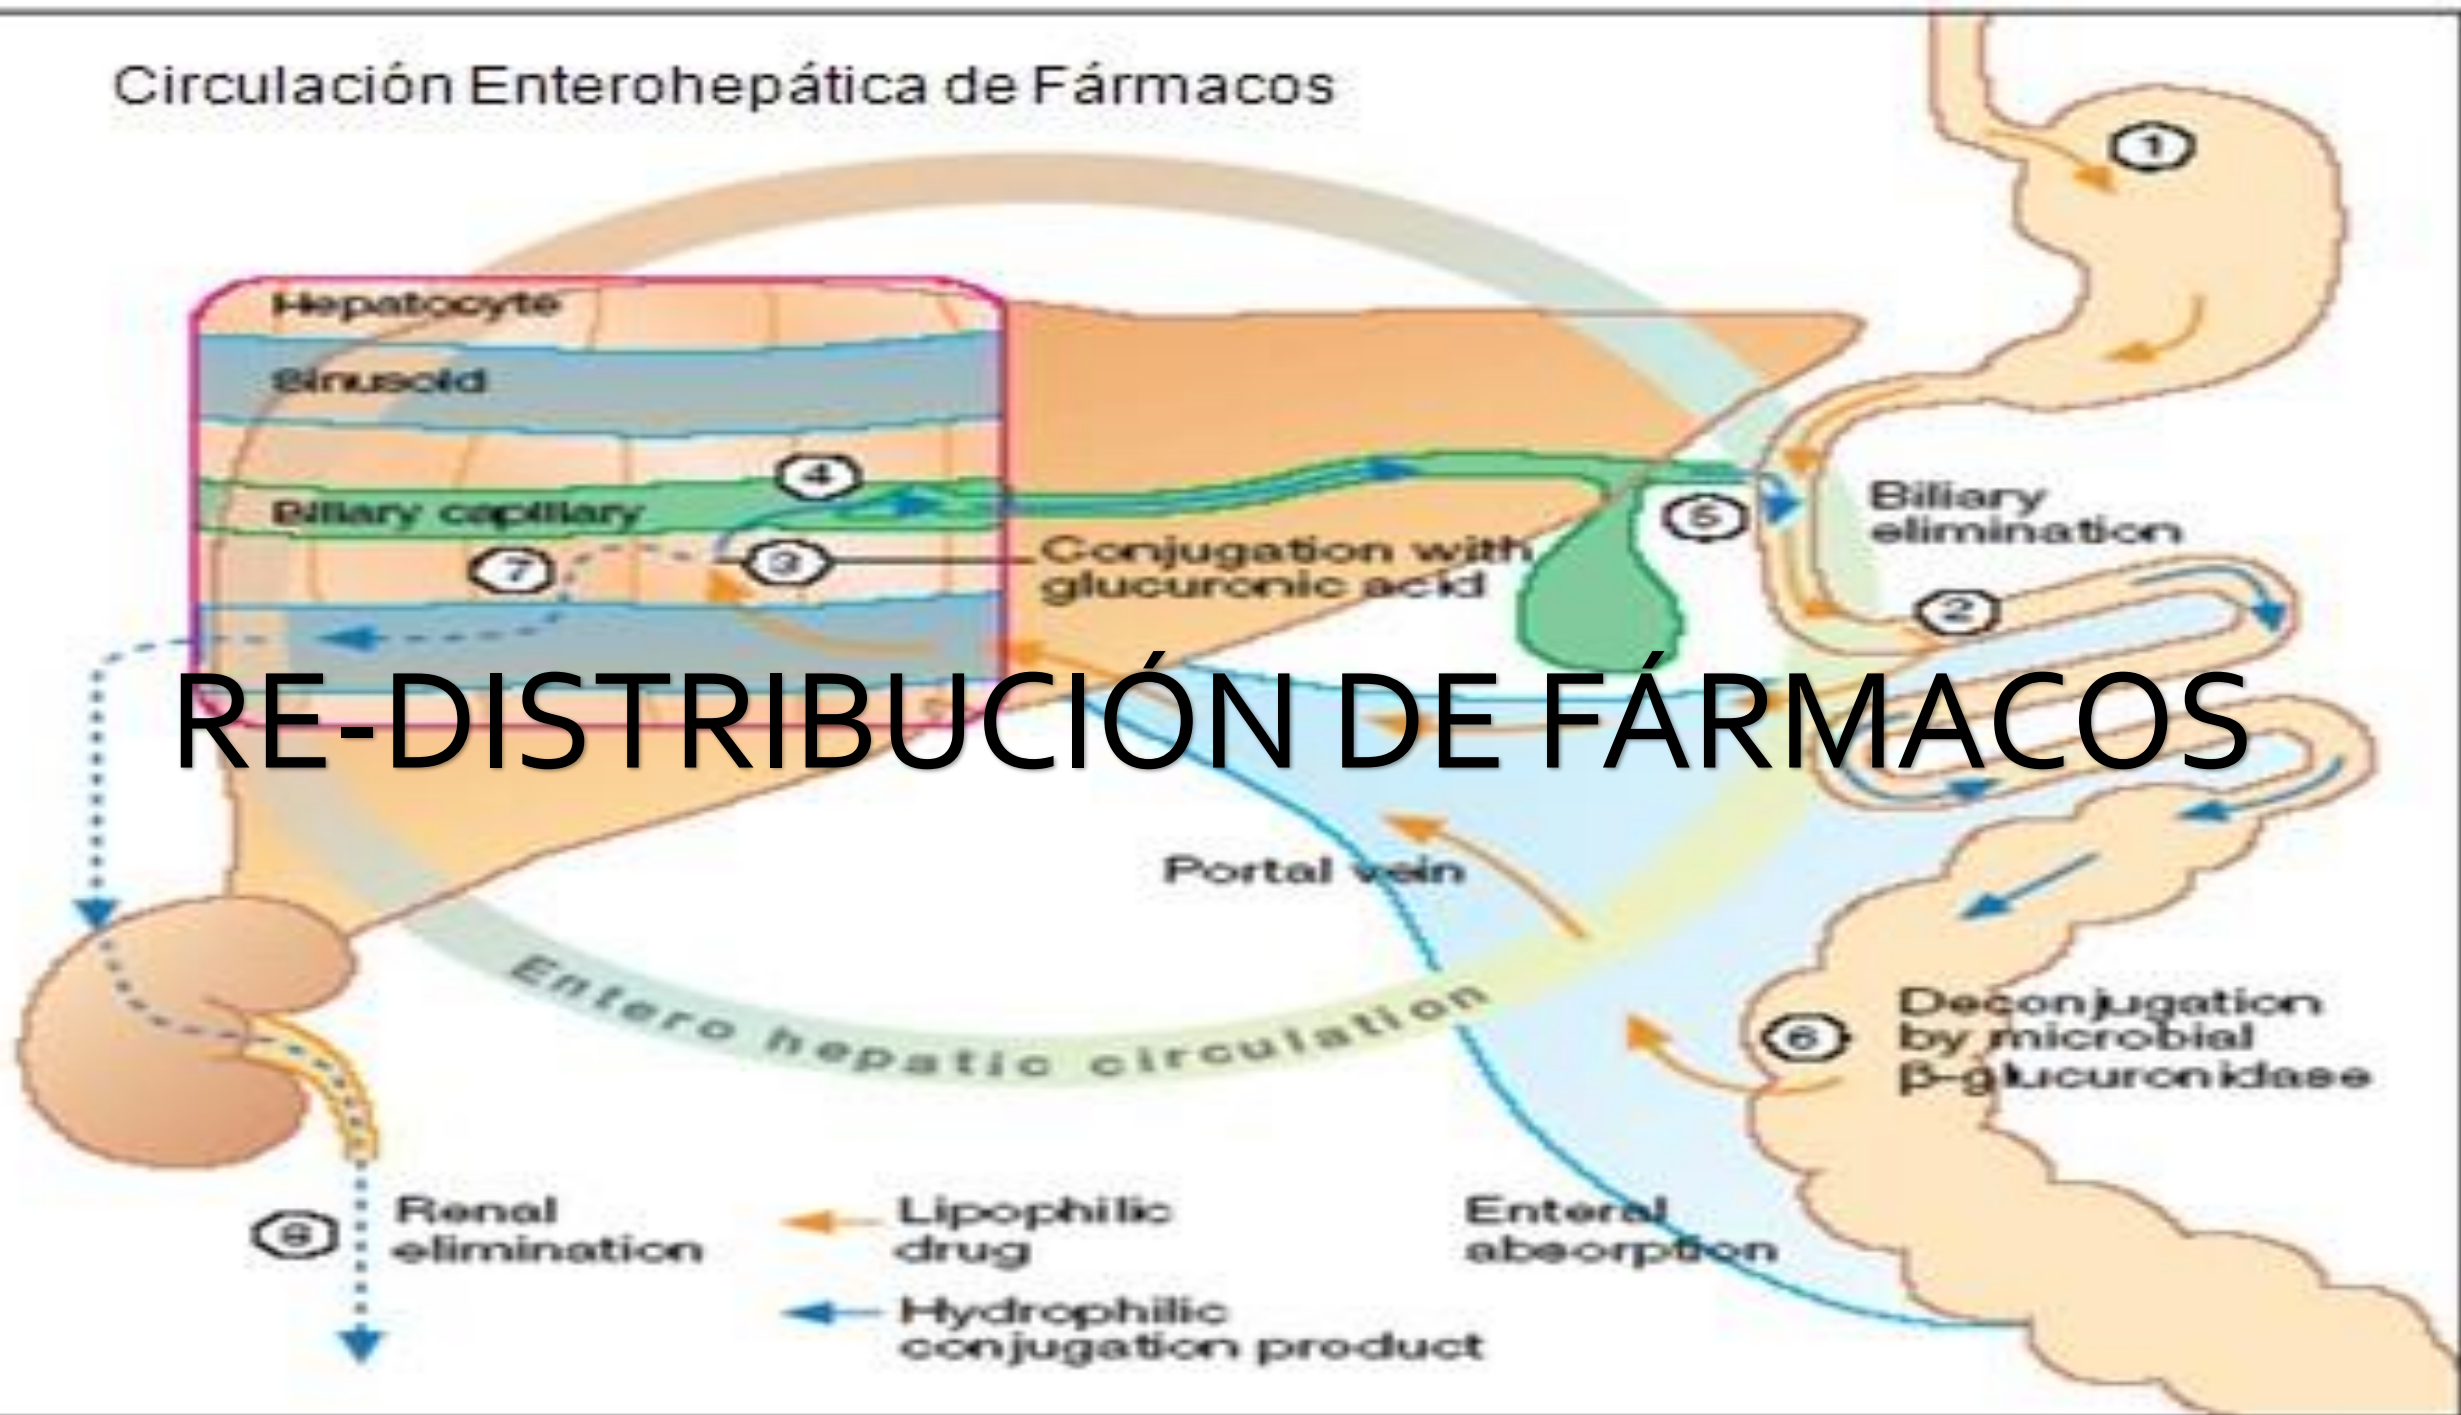 Circulación Enterohepática de Fármacos
1
Hepatocyte
Sinusoid
4
Biliary capillary
5
Biliary
elimination
7
3
Conjugation with
glucuronic acid
2
RE-DISTRIBUCIÓN DE FÁRMACOS
Portal vein
Entero hepatic circulation
6
Deconjugation
by microbial
β-glucuronidase
8
Renal
elimination
Lipophilic
drug
Enteral
absorption
Hydrophilic
conjugation product